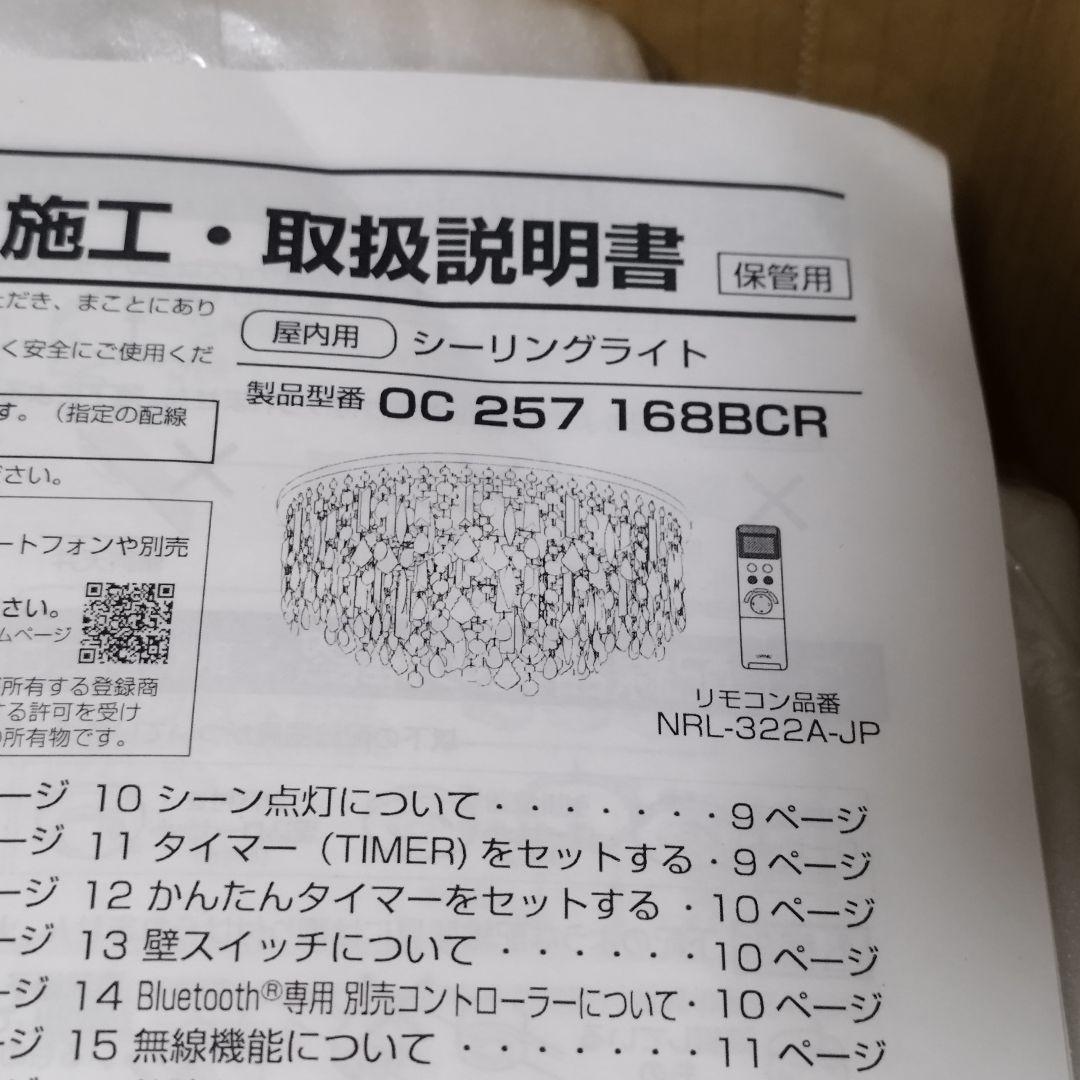 施工・取扱説明書 保管用
ただき、まことにあり
く安全にご使用くだ
す。（指定の配線
ださい。
ートフォンや別売
さい。
ムページ
所有する登録商
する許可を受け
の所有物です。
屋内用 シーリングライト
製品型番 OC 257 168BCR
リモコン品番
NRL-322A-JP
ージ 10 シーン点灯について・・・・・・・9ページ
ージ 11 タイマー（TIMER)をセットする・9ページ
ージ 12 かんたんタイマーをセットする ・10ページ
ージ 13 壁スイッチについて ・・・・・・10ページ
ージ 14 Bluetooth®専用 別売コントローラーについて・10ページ
ージ 15 無線機能について ・・・・・・・11ページ